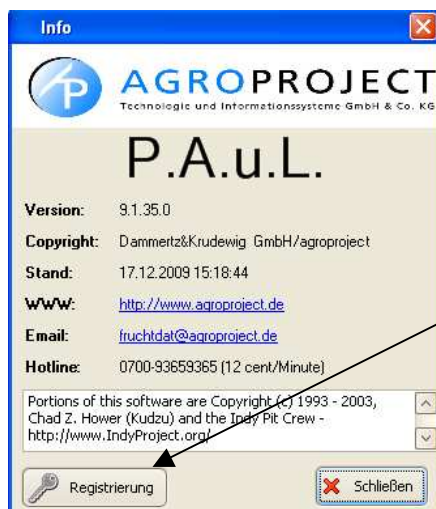 Info
AGROPROJECT
Technologie und Informationssysteme GmbH & Co. KG
P.A.u.L.
Version: 9.1.35.0
Copyright: Dammertz&Krudewig GmbH/agroproject
Stand: 17.12.2009 15:18:44
WWW: http://www.agroproject.de
Email: fruchtdat@agroproject.de
Hotline: 0700-93659365 (12 cent/Minute)
Portions of this software are Copyright (c) 1993 - 2003,
Chad Z. Hower (Kudzu) and the Indy Pit Crew -
http://www.IndyProject.org/
Registrierung
Schließen